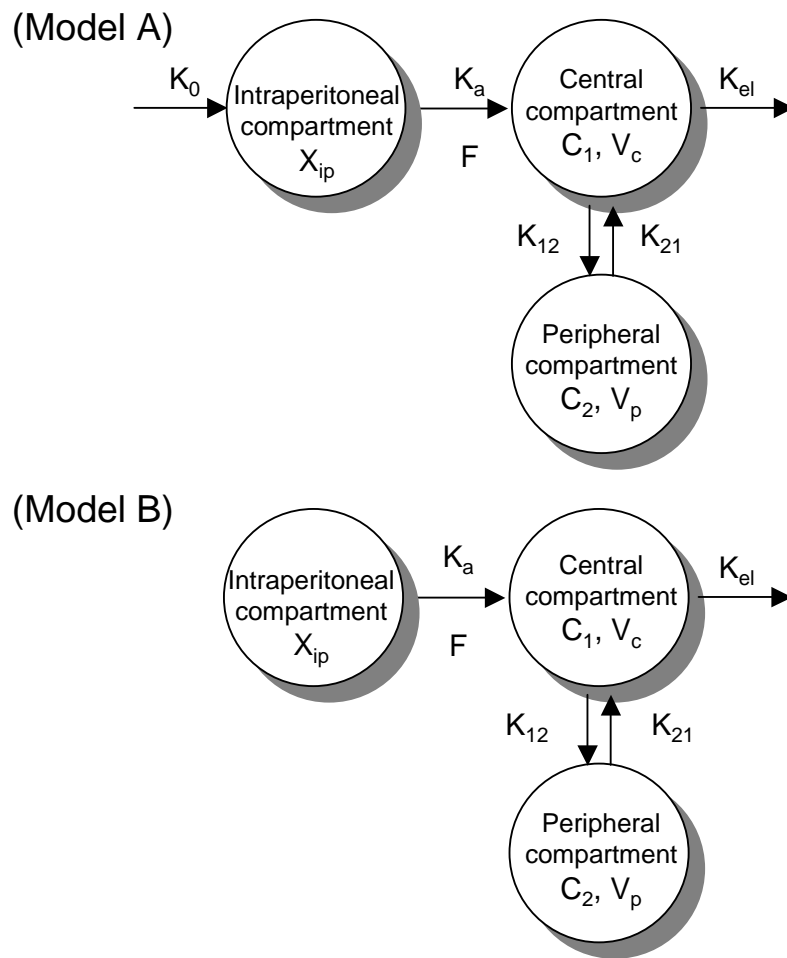 (Model A)
K0
Intraperitoneal
compartment
Xip
Ka
F
Central
compartment
C1, Vc
Kel
K12
K21
Peripheral
compartment
C2, Vp
(Model B)
Intraperitoneal
compartment
Xip
Ka
F
Central
compartment
C1, Vc
Kel
K12
K21
Peripheral
compartment
C2, Vp